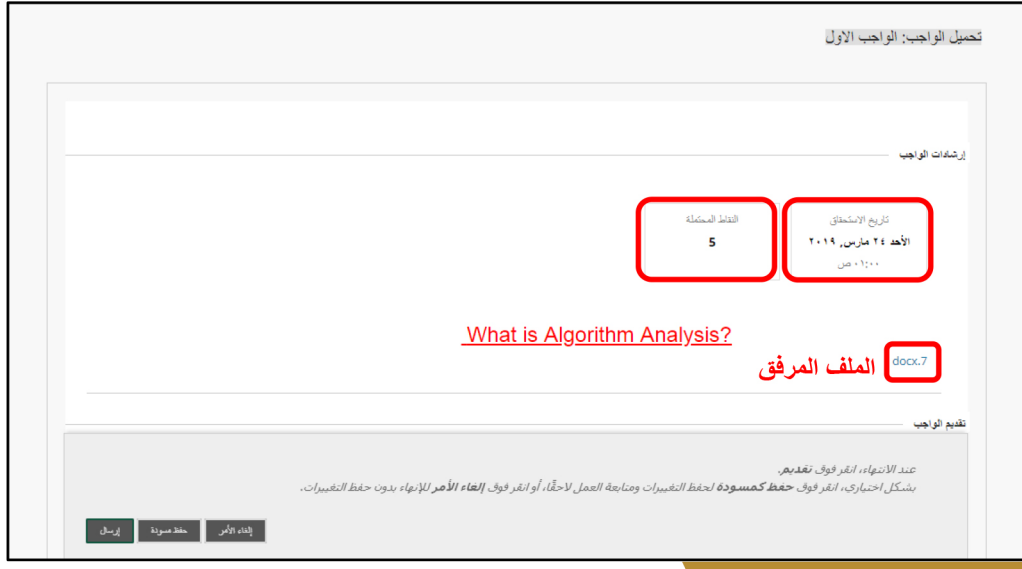 تحميل الواجب: الواجب الاول
إرشادات الواجب
تاريخ الاستحقاق
الأحد ٢٤ مارس, ٢٠١٩
٠١:٠٠ ص
النقاط المحتملة
5
What is Algorithm Analysis?
docx.7
الملف المرفق
تقديم الواجب
عند الانتهاء، انقر فوق تقديم.
بشكل اختياري، انقر فوق حفظ كمسودة لحفظ التغييرات ومتابعة العمل لاحقًا، أو انقر فوق إلغاء الأمر للإنهاء بدون حفظ التغييرات.
إلغاء الأمر
حفظ مسودة
إرسال